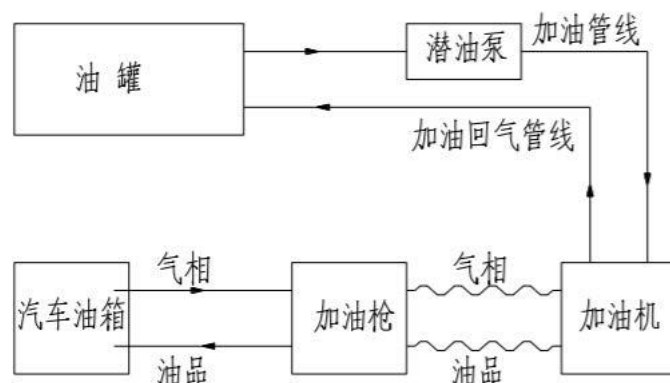 油 罐
潜油泵
加油管线
加油回气管线
汽车油箱
气相
油品
加油枪
气相
油品
加油机